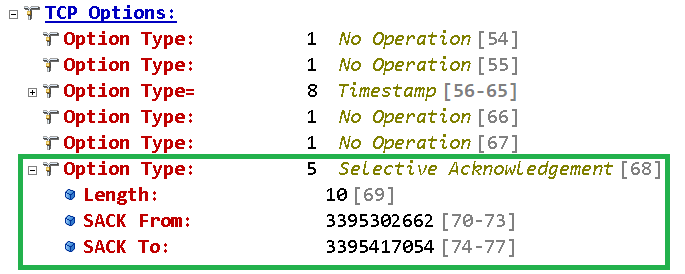 TCP Options:
Option Type: 1 No Operation [54]
Option Type: 1 No Operation [55]
Option Type= 8 Timestamp [56-65]
Option Type: 1 No Operation [66]
Option Type: 1 No Operation [67]
Option Type: 5 Selective Acknowledgement [68]
Length: 10 [69]
SACK From: 3395302662 [70-73]
SACK To: 3395417054 [74-77]